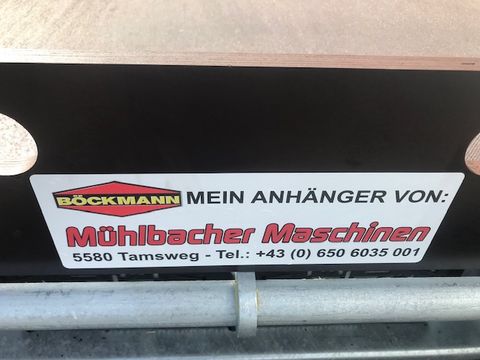 BÖCKMANN MEIN ANHÄNGER VON:
Mühlbacher Maschinen
5580 Tamsweg - Tel.: +43 (0) 650 6035 001